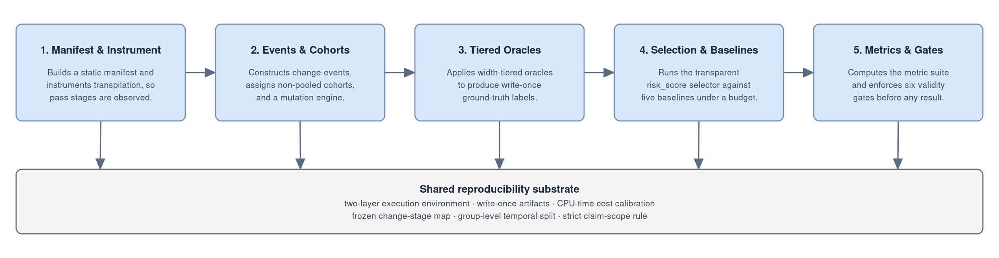 1. Manifest & Instrument
Builds a static manifest and
instruments transpilation, so
pass stages are observed.
2. Events & Cohorts
Constructs change-events,
assigns non-pooled cohorts,
and a mutation engine.
3. Tiered Oracles
Applies width-tiered oracles
to produce write-once
ground-truth labels.
4. Selection & Baselines
Runs the transparent
risk_score selector against
five baselines under a budget.
5. Metrics & Gates
Computes the metric suite
and enforces six validity
gates before any result.
Shared reproducibility substrate
two-layer execution environment · write-once artifacts · CPU-time cost calibration
frozen change-stage map · group-level temporal split · strict claim-scope rule